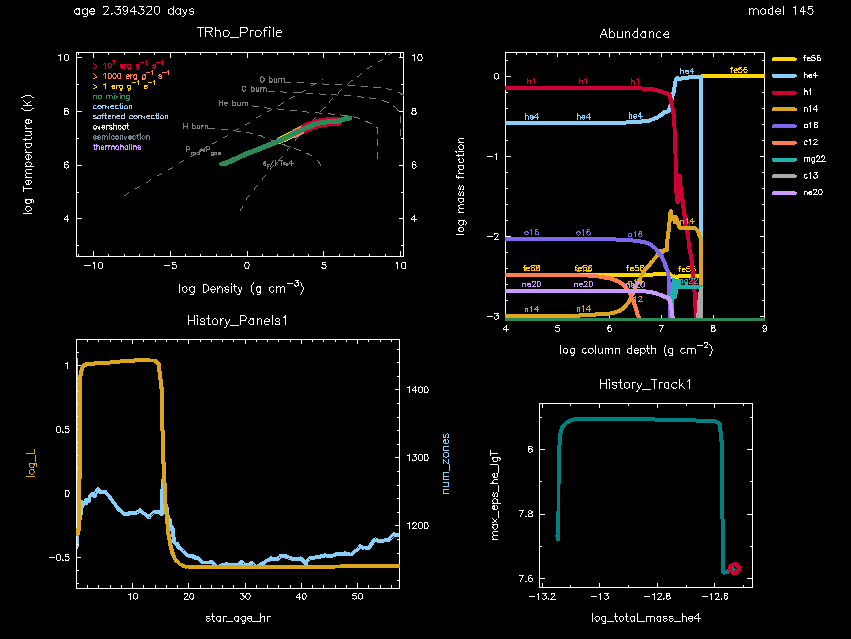 age 2.394320 days
model 145
TRho_Profile
> 10⁷ erg g⁻¹ s⁻¹
> 1000 erg g⁻¹ s⁻¹
> 1 erg g⁻¹ s⁻¹
no mixing
convection
softened convection
overshoot
semiconvection
thermohaline
O burn
C burn
He burn
H burn
10
8
6
4
10
8
6
4
−10
−5
0
5
10
log Temperature (K)
log Density (g cm⁻³)
Abundance
fe56
he4
h1
n14
o16
c12
mg22
c13
ne20
he4
fe56
h1
h1
h1
he4
he4
he4
n14
o16
o16
o16
fe56
fe56
fe56
fe56
mg22
ne20
ne20
ne20
n14
n14
c12
0
−1
−2
−3
4
5
6
7
8
9
log mass fraction
log column depth (g cm⁻²)
History_Panels1
1
0.5
0
−0.5
1400
1300
1200
0
10
20
30
40
50
log_L
num_zones
star_age_hr
History_Track1
8
7.8
7.6
−13.2
−13
−12.8
−12.6
max_eps_he_lgT
log_total_mass_he4